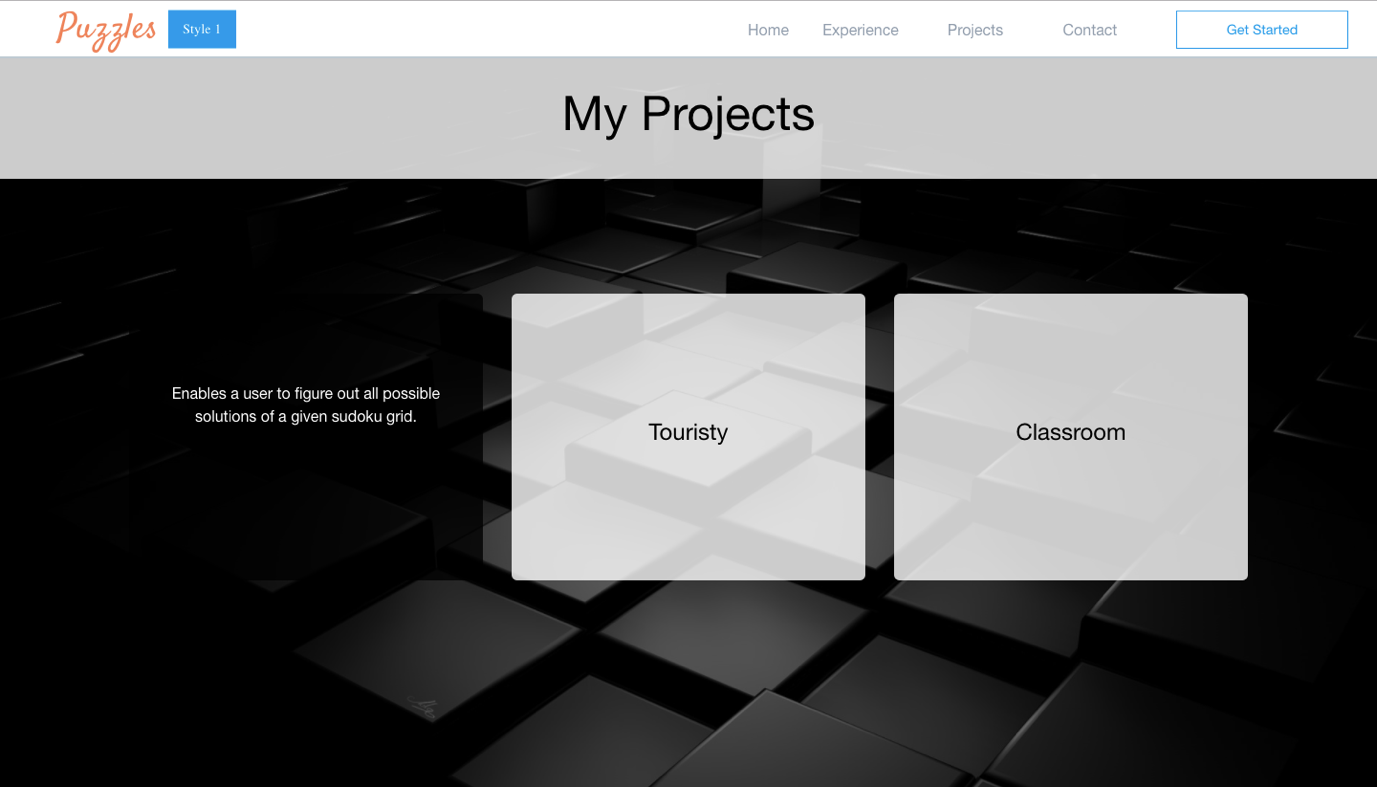 Puzzles
Style 1
Home
Experience
Projects
Contact
Get Started
My Projects
Enables a user to figure out all possible
solutions of a given sudoku grid.
Touristy
Classroom